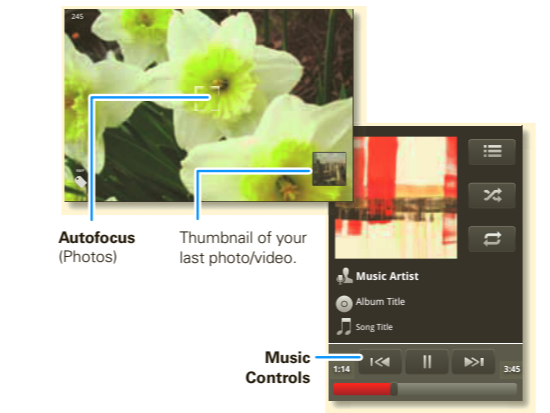 245
Autofocus
(Photos)
Thumbnail of your
last photo/video.
Music Artist
Album Title
Song Title
Music
Controls
1:14
3:45